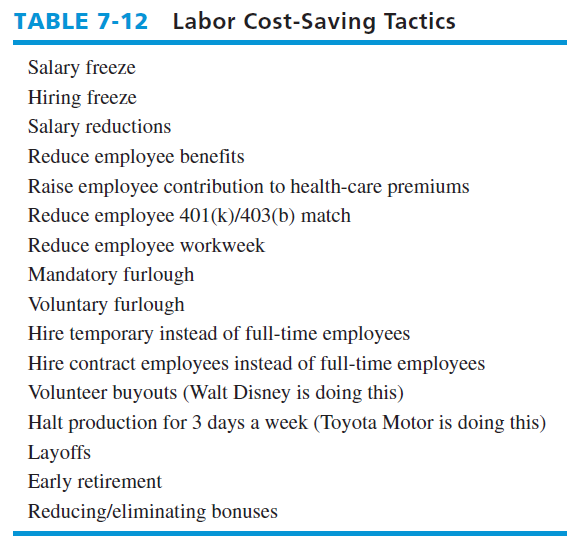 TABLE 7-12 Labor Cost-Saving Tactics
Salary freeze
Hiring freeze
Salary reductions
Reduce employee benefits
Raise employee contribution to health-care premiums
Reduce employee 401(k)/403(b) match
Reduce employee workweek
Mandatory furlough
Voluntary furlough
Hire temporary instead of full-time employees
Hire contract employees instead of full-time employees
Volunteer buyouts (Walt Disney is doing this)
Halt production for 3 days a week (Toyota Motor is doing this)
Layoffs
Early retirement
Reducing/eliminating bonuses